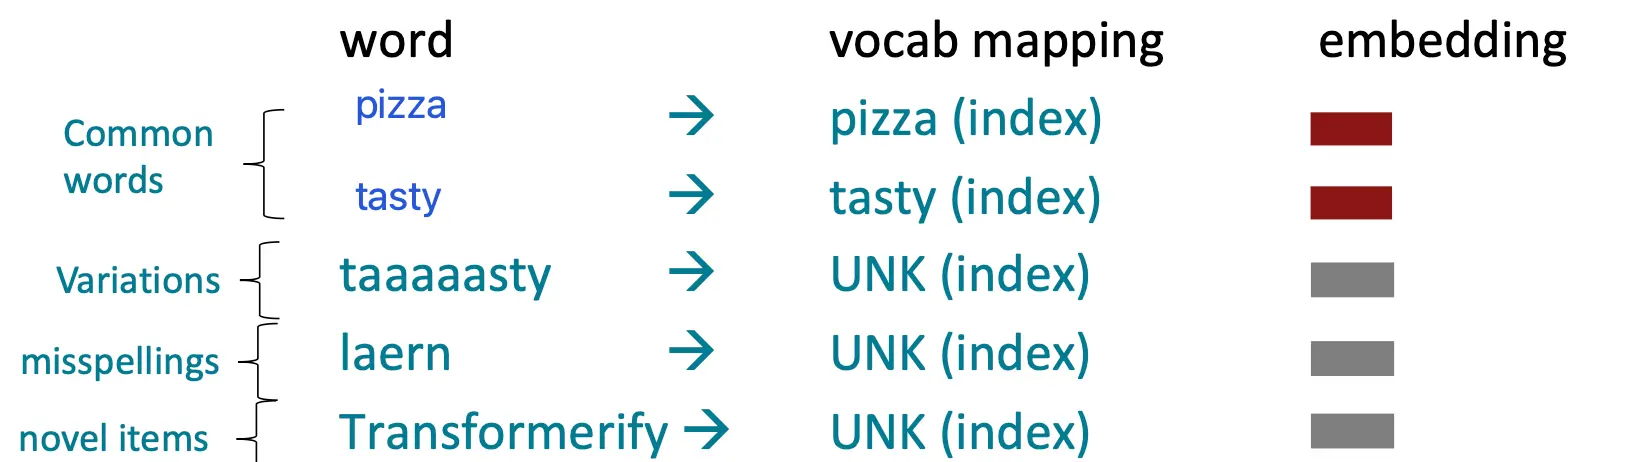 word vocab mapping embedding
Common words
pizza → pizza (index)
tasty → tasty (index)
Variations taaaaasty → UNK (index)
misspellings laern → UNK (index)
novel items Transformerify → UNK (index)